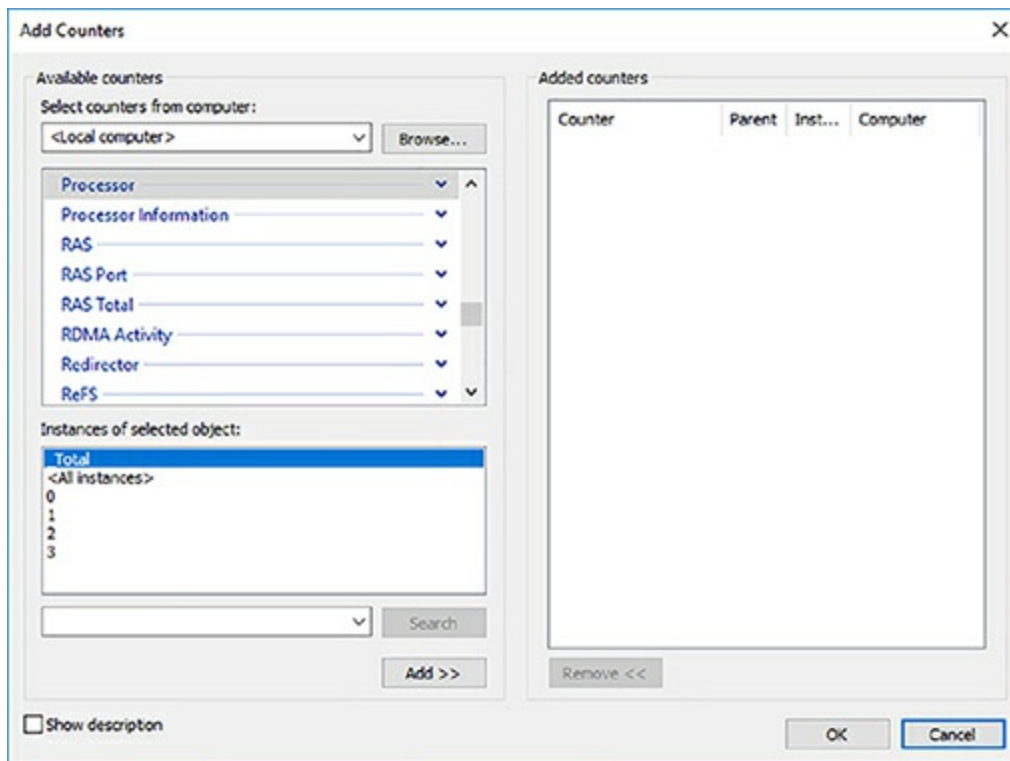 Add Counters
Available counters
Select counters from computer:
<Local computer>
Browse...
Processor
Processor Information
RAS
RAS Port
RAS Total
RDMA Activity
Redirector
ReFS
Instances of selected object:
_Total
<All instances>
0
1
2
3
Search
Add >>
Show description
Added counters
Counter Parent Inst... Computer
Remove <<
OK Cancel